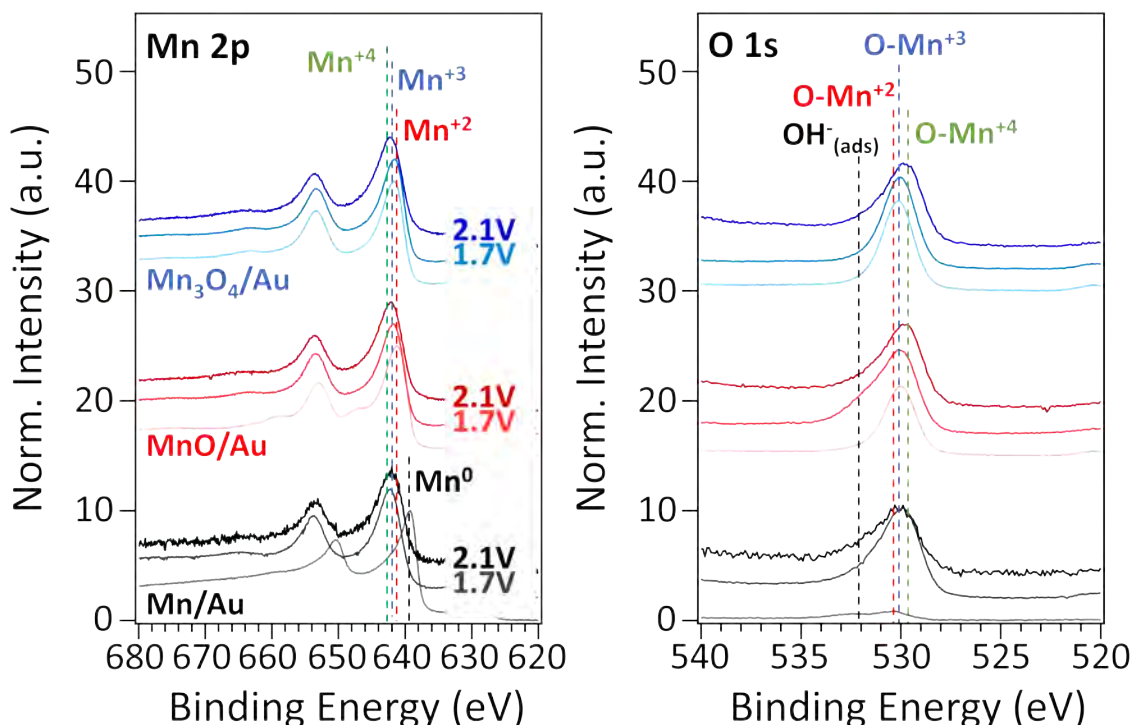 Mn 2p
Mn⁺⁴
Mn⁺³
Mn⁺²
2.1V
1.7V
Mn₃O₄/Au
2.1V
1.7V
MnO/Au
Mn⁰
2.1V
1.7V
Mn/Au
Norm. Intensity (a.u.)
50
40
30
20
10
0
680 670 660 650 640 630 620
Binding Energy (eV)
O 1s
O-Mn⁺³
O-Mn⁺²
OH⁻(ads)
O-Mn⁺⁴
Norm. Intensity (a.u.)
50
40
30
20
10
0
540 535 530 525 520
Binding Energy (eV)